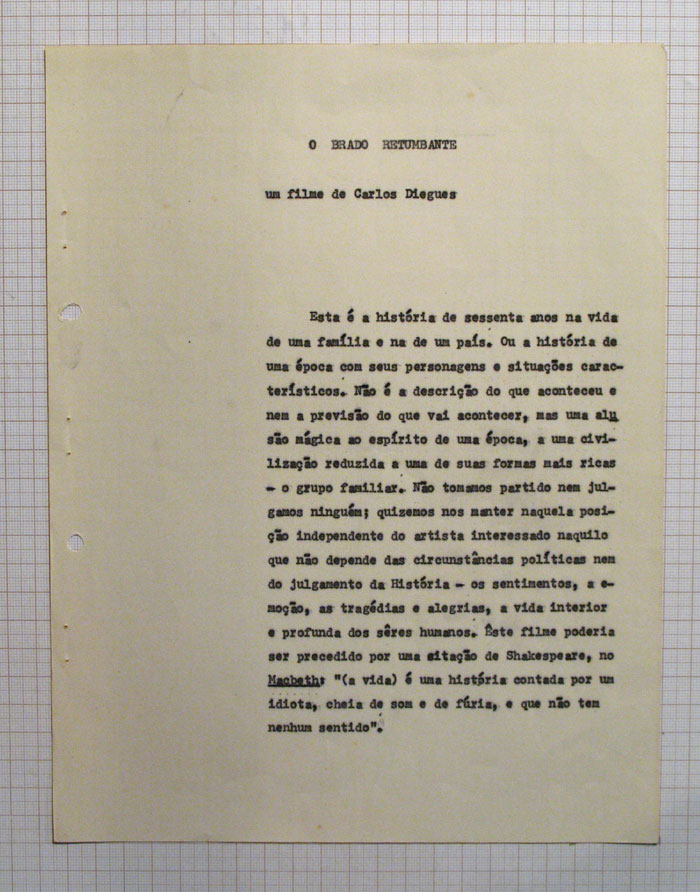 O BRADO RETUMBANTE
um filme de Carlos Diegues
Esta é a história de sessenta anos na vida
de uma família e na de um país. Ou a história de
uma época com seus personagens e situações carac-
terísticos. Não é a descrição do que aconteceu e
nem a previsão do que vai acontecer, mas uma alu
são mágica ao espírito de uma época, a uma civi-
lização reduzida a uma de suas formas mais ricas
- o grupo familiar. Não tomamos partido nem jul-
gamos ninguém; quizemos nos manter naquela posi-
ção independente do artista interessado naquilo
que não depende das circunstâncias políticas nem
do julgamento da História - os sentimentos, a e-
moção, as tragédias e alegrias, a vida interior
e profunda dos sêres humanos. Êste filme poderia
ser precedido por uma sitação de Shakespeare, no
Macbeth: "(a vida) é uma história contada por um
idiota, cheia de som e de fúria, e que não tem
nenhum sentido".